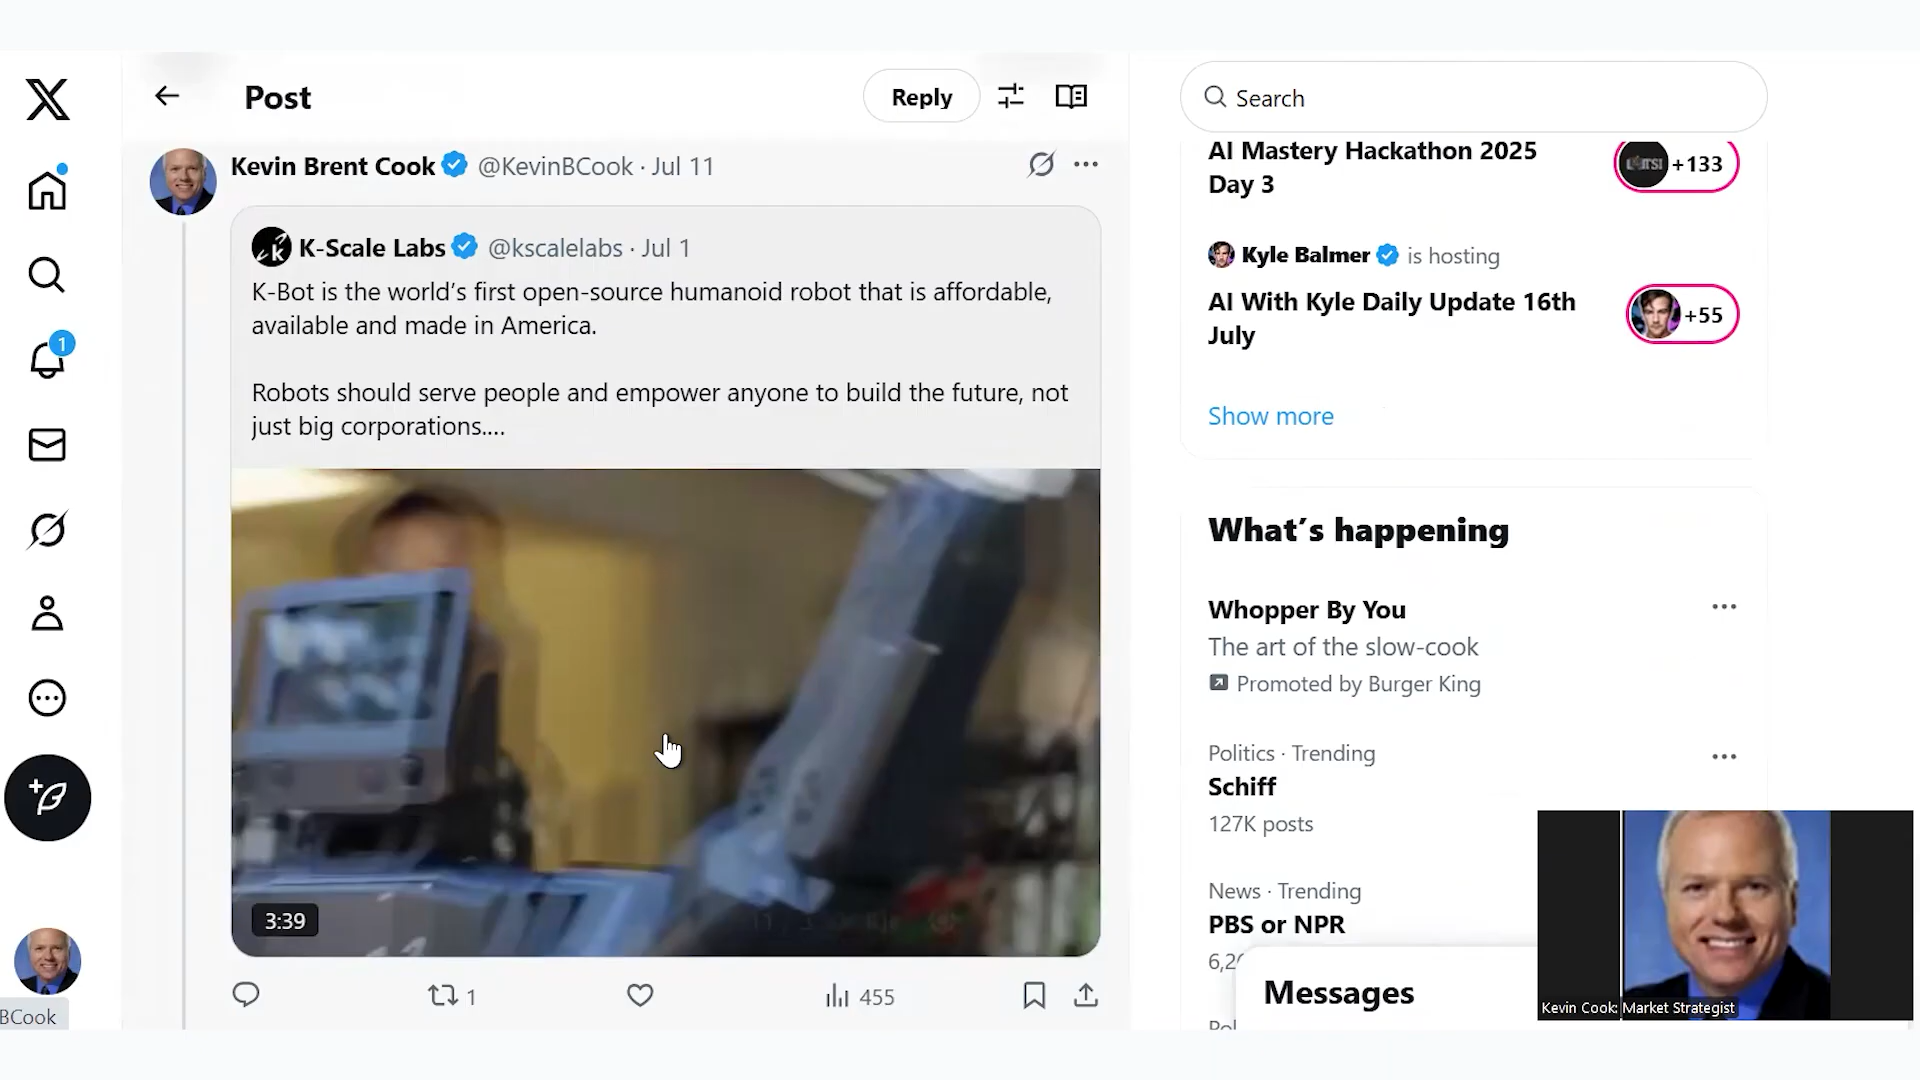 Post
Reply
Kevin Brent Cook @KevinBCook · Jul 11
K-Scale Labs @kscalelabs · Jul 1
K-Bot is the world’s first open-source humanoid robot that is affordable,
available and made in America.
Robots should serve people and empower anyone to build the future, not
just big corporations....
3:39
1
455
1
BCook
Search
AI Mastery Hackathon 2025
Day 3
+133
Kyle Balmer is hosting
AI With Kyle Daily Update 16th
July
+55
Show more
What’s happening
Whopper By You
The art of the slow-cook
Promoted by Burger King
Politics · Trending
Schiff
127K posts
News · Trending
PBS or NPR
Messages
Kevin Cook: Market Strategist